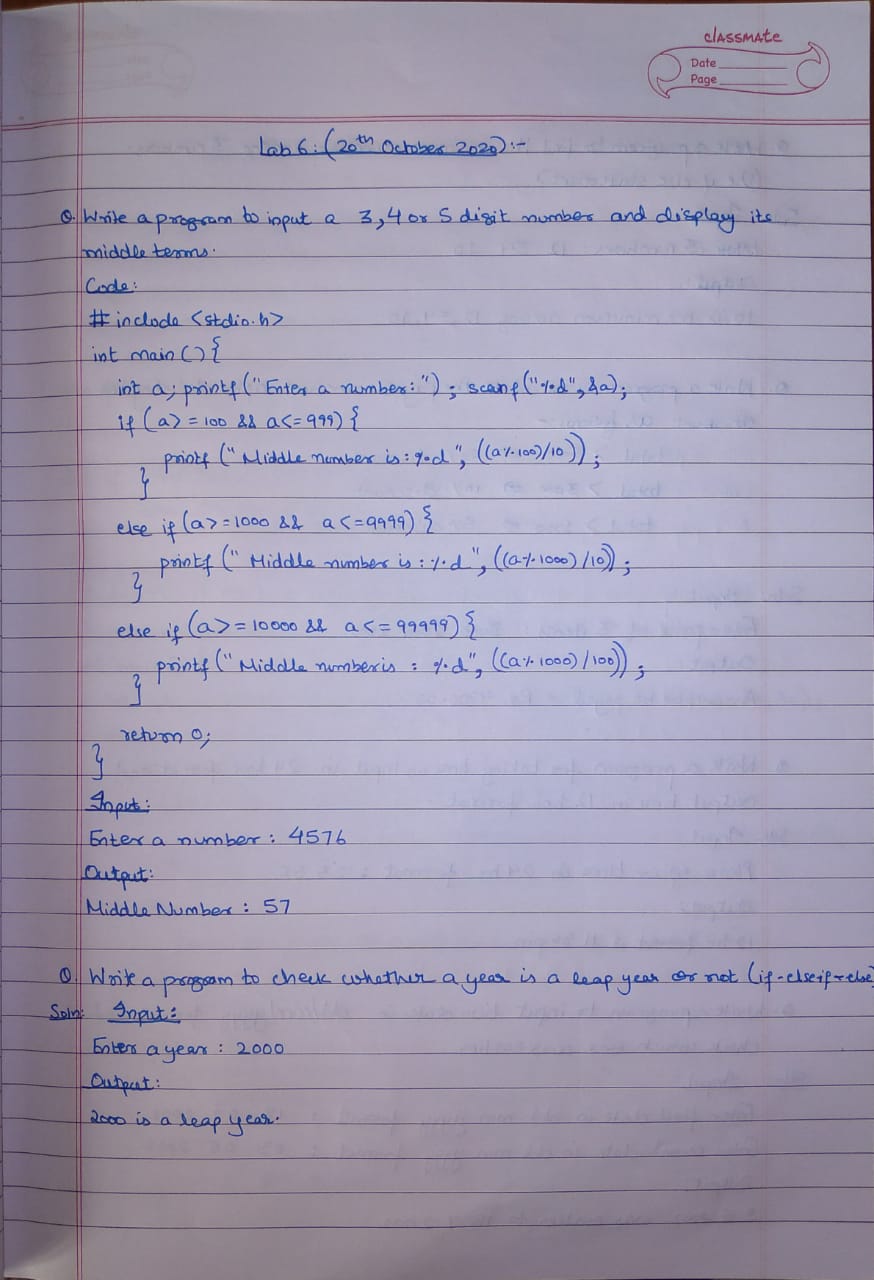 classmate
Date
Page
Lab 6: (20th October 2020):-
Q. Write a program to input a 3,4 or 5 digit number and display its
middle terms.
Code:
# include <stdio.h>
int main () {
int a; printf("Enter a number:"); scanf("%d", &a);
if (a>=100 && a<=999) {
printf (" Middle number is: %d", ((a%100)/10));
}
else if (a>=1000 && a<=9999) {
printf (" Middle number is : %d", ((a%1000)/10));
}
else if (a>=10000 && a<=99999) {
printf (" Middle number is : %d", ((a%1000)/100));
}
return 0;
}
Input:
Enter a number : 4576
Output:
Middle Number : 57
Q. Write a program to check whether a year is a leap year or not (if-elseif-else)
Soln: Input:
Enter a year : 2000
Output:
2000 is a leap year.